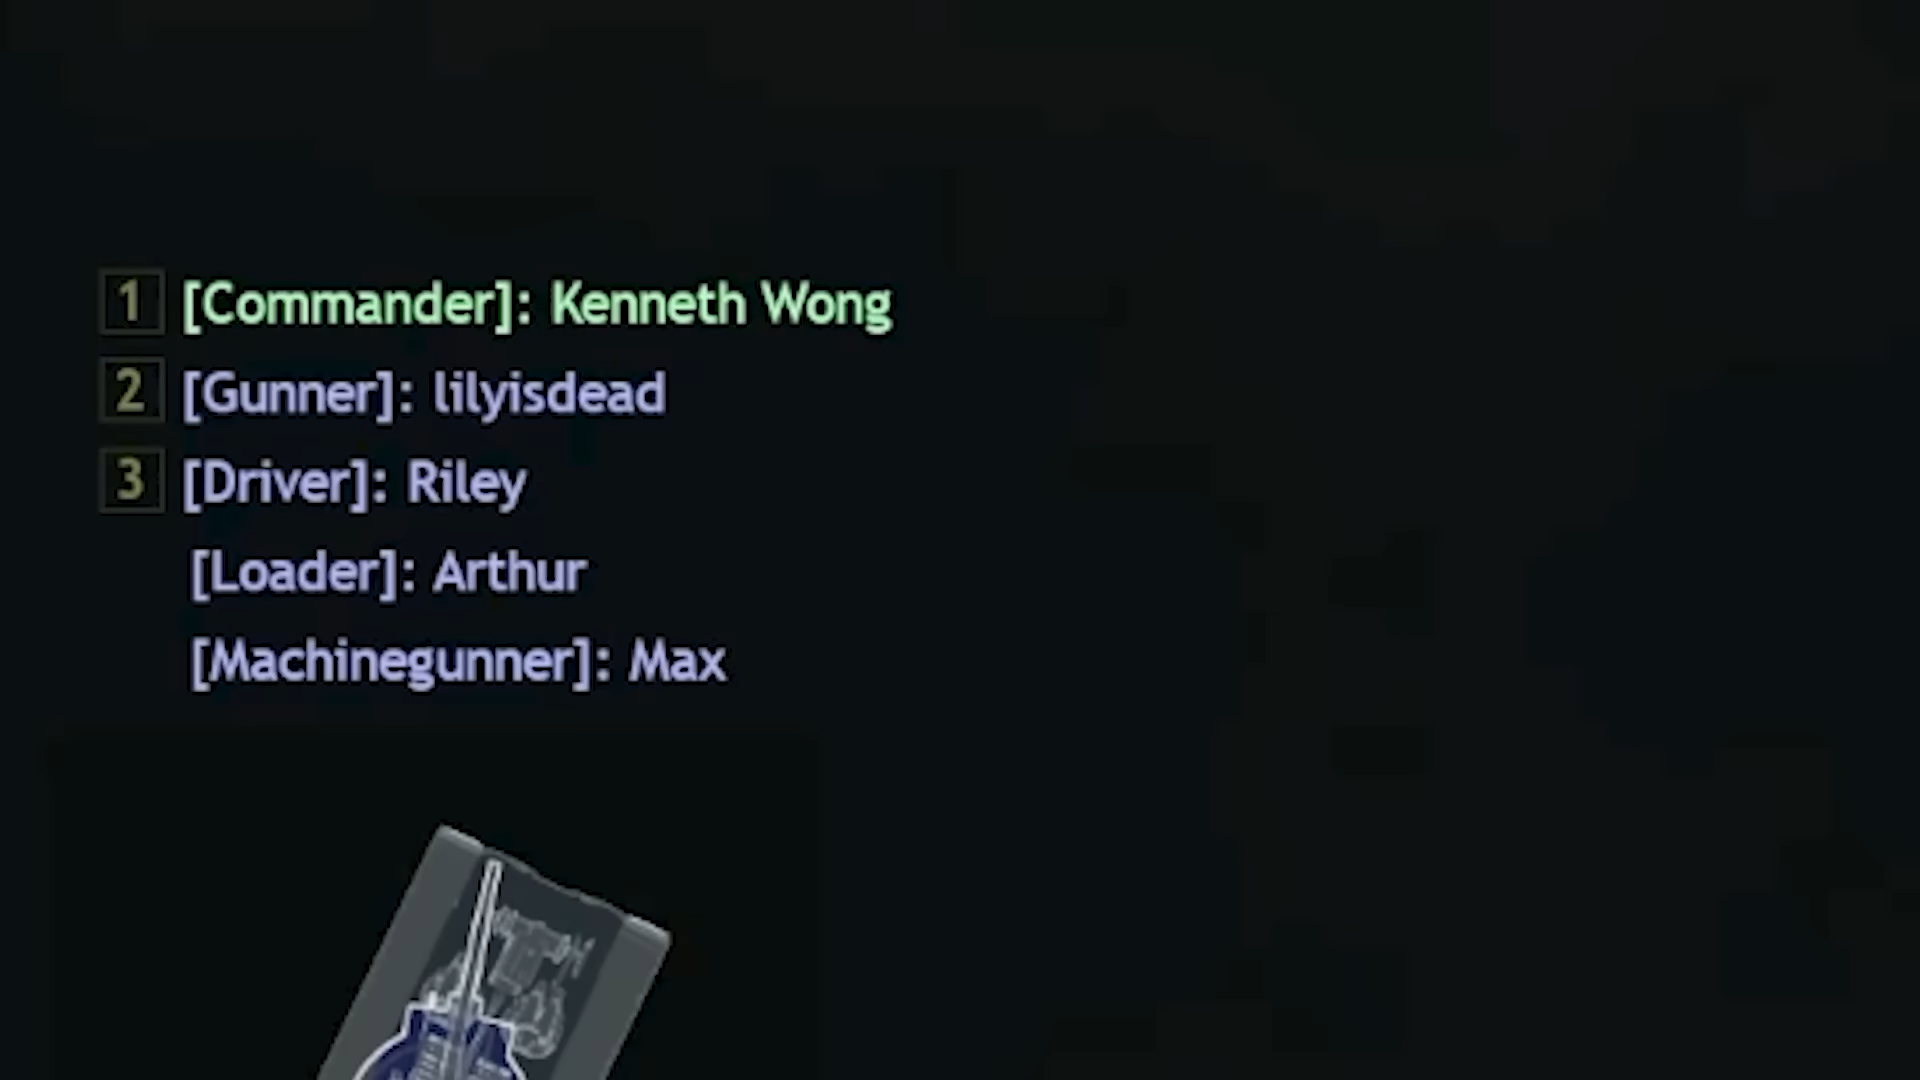 1 [Commander]: Kenneth Wong
2 [Gunner]: lilyisdead
3 [Driver]: Riley
[Loader]: Arthur
[Machinegunner]: Max